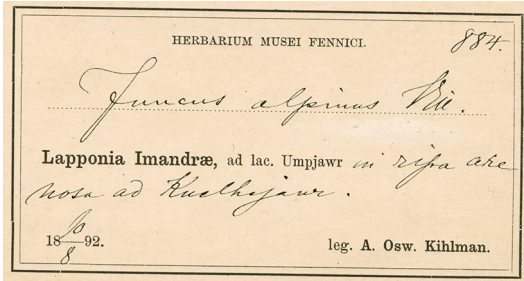 HERBARIUM MUSEI FENNICI.
884.
Juncus alpinus Vill.
Lapponia Imandræ, ad lac. Umpjawr in ripa are-
nosa ad Kuelhejawr.
18 10/8 92.
leg. A. Osw. Kihlman.